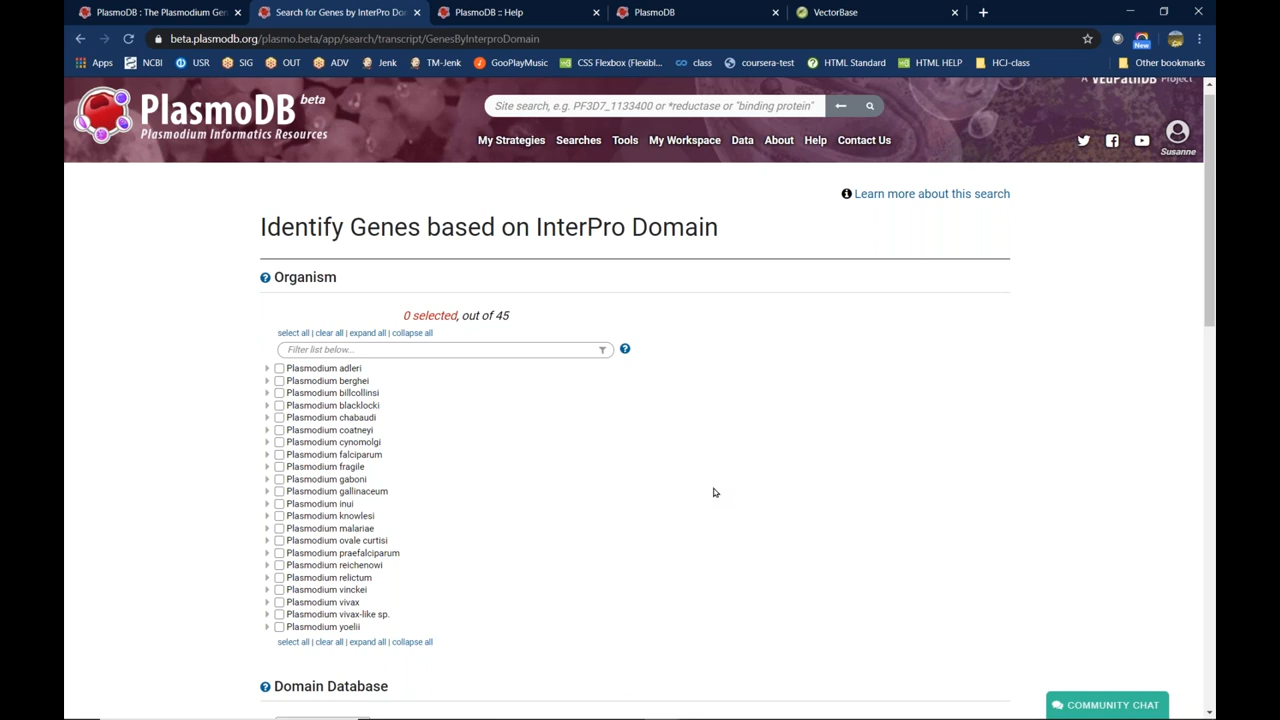 PlasmoDB : The Plasmodium Gen
Search for Genes by InterPro Do
PlasmoDB :: Help
PlasmoDB
VectorBase
beta.plasmodb.org/plasmo.beta/app/search/transcript/GenesByInterproDomain
New
Apps NCBI USR SIG OUT ADV Jenk TM-Jenk GooPlayMusic CSS Flexbox (Flexibl... class coursera-test HTML Standard HTML HELP HCJ-class Other bookmarks
A VEuPathDB Project
PlasmoDB beta
Plasmodium Informatics Resources
Site search, e.g. PF3D7_1133400 or *reductase or "binding protein"
My Strategies Searches Tools My Workspace Data About Help Contact Us
Susanne
Learn more about this search
Identify Genes based on InterPro Domain
Organism
0 selected, out of 45
select all | clear all | expand all | collapse all
Filter list below...
Plasmodium adleri
Plasmodium berghei
Plasmodium billcollinsi
Plasmodium blacklocki
Plasmodium chabaudi
Plasmodium coatneyi
Plasmodium cynomolgi
Plasmodium falciparum
Plasmodium fragile
Plasmodium gaboni
Plasmodium gallinaceum
Plasmodium inui
Plasmodium knowlesi
Plasmodium malariae
Plasmodium ovale curtisi
Plasmodium praefalciparum
Plasmodium reichenowi
Plasmodium relictum
Plasmodium vinckei
Plasmodium vivax
Plasmodium vivax-like sp.
Plasmodium yoelii
select all | clear all | expand all | collapse all
Domain Database
COMMUNITY CHAT